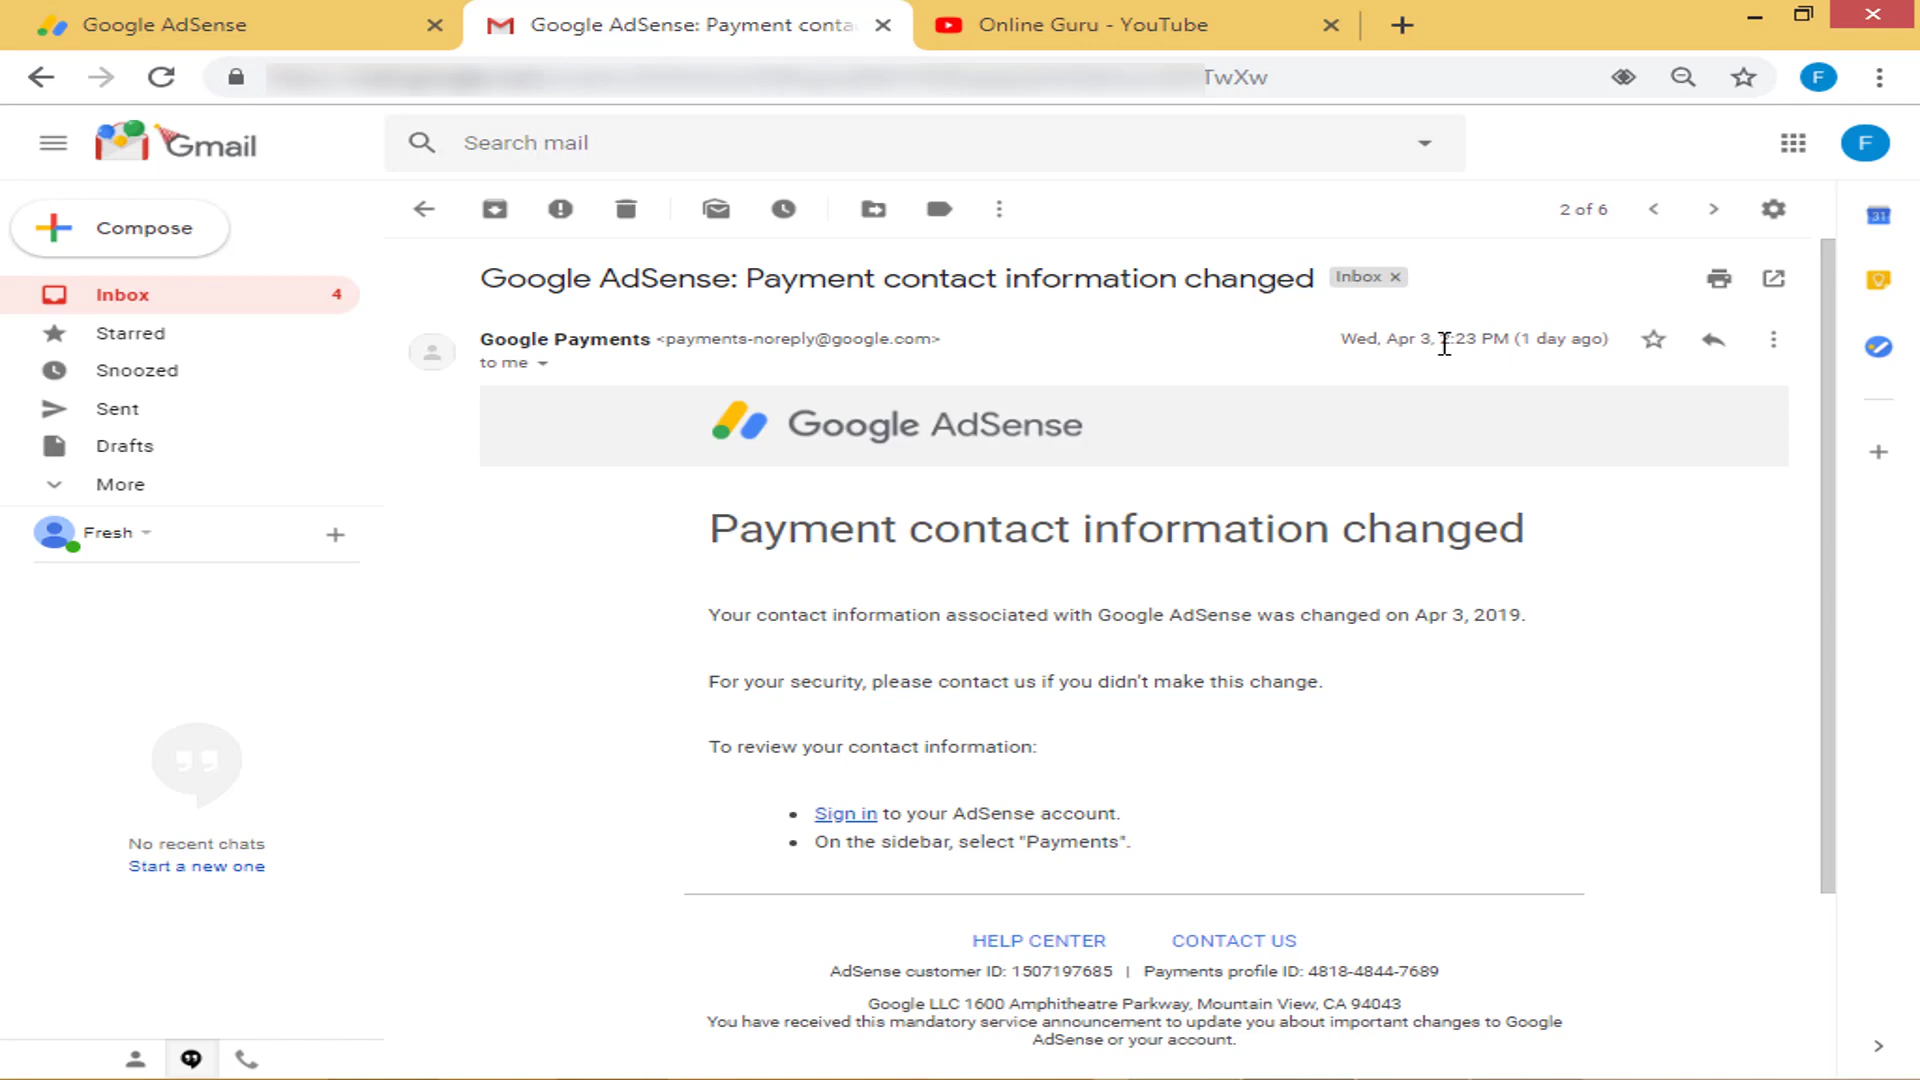 Google AdSense
Google AdSense: Payment conta
Online Guru - YouTube
TwXw
F
Gmail
Search mail
F
Compose
2 of 6
31
Inbox 4
Google AdSense: Payment contact information changed
Inbox
Starred
Google Payments <payments-noreply@google.com>
Wed, Apr 3, 2:23 PM (1 day ago)
to me
Snoozed
Sent
Google AdSense
Drafts
More
Fresh
Payment contact information changed
Your contact information associated with Google AdSense was changed on Apr 3, 2019.
For your security, please contact us if you didn't make this change.
To review your contact information:
Sign in to your AdSense account.
On the sidebar, select "Payments".
No recent chats
Start a new one
HELP CENTER CONTACT US
AdSense customer ID: 1507197685 | Payments profile ID: 4818-4844-7689
Google LLC 1600 Amphitheatre Parkway, Mountain View, CA 94043
You have received this mandatory service announcement to update you about important changes to Google
AdSense or your account.